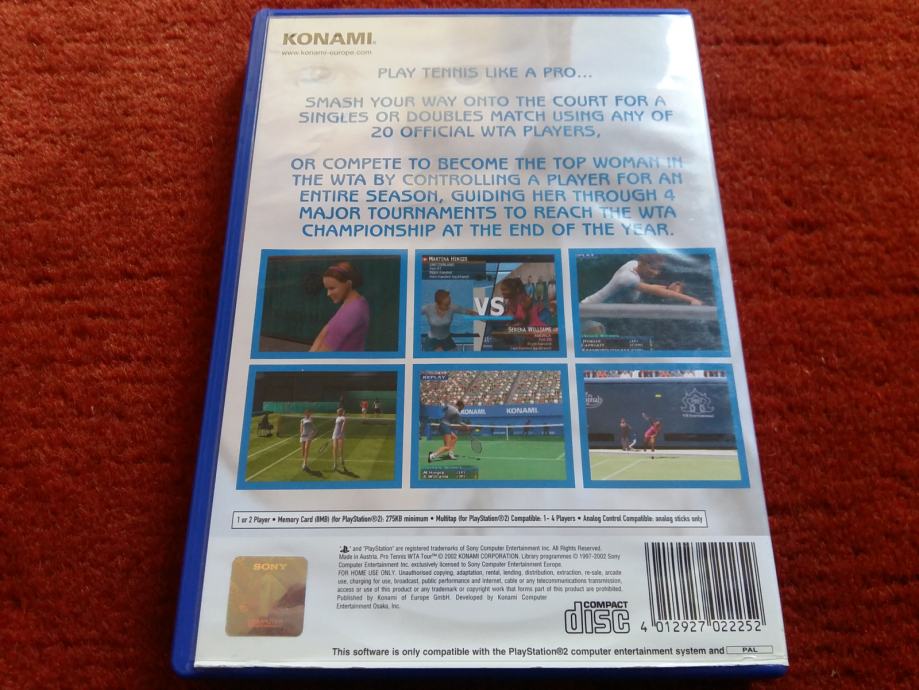 KONAMI
www.konami-europe.com
PLAY TENNIS LIKE A PRO...
SMASH YOUR WAY ONTO THE COURT FOR A
SINGLES OR DOUBLES MATCH USING ANY OF
20 OFFICIAL WTA PLAYERS,
OR COMPETE TO BECOME THE TOP WOMAN IN
THE WTA BY CONTROLLING A PLAYER FOR AN
ENTIRE SEASON, GUIDING HER THROUGH 4
MAJOR TOURNAMENTS TO REACH THE WTA
CHAMPIONSHIP AT THE END OF THE YEAR.
MARTINA HINGIS
VS
SERENA WILLIAMS
REPLAY
KONAMI KONAMI
1 or 2 Player • Memory Card (8MB) (for PlayStation®2): 275KB minimum • Multitap (for PlayStation®2) Compatible: 1- 4 Players • Analog Control Compatible: analog sticks only
" and "PlayStation" are registered trademarks of Sony Computer Entertainment Inc. All Rights Reserved.
Made in Austria. Pro Tennis WTA Tour™ © 2002 KONAMI CORPORATION. Library programmes © 1997-2002 Sony
Computer Entertainment Inc. exclusively licensed to Sony Computer Entertainment Europe.
FOR HOME USE ONLY. Unauthorised copying, adaptation, rental, lending, distribution, extraction, re-sale, arcade
use, charging for use, broadcast, public performance and internet, cable or any telecommunications transmission,
access or use of this product or any trademark or copyright work that forms part of this product are prohibited.
Published by Konami of Europe GmbH. Developed by Konami Computer
Entertainment Osaka, Inc.
SONY
COMPACT
disc
4 012927 022252
This software is only compatible with the PlayStation®2 computer entertainment system and PAL